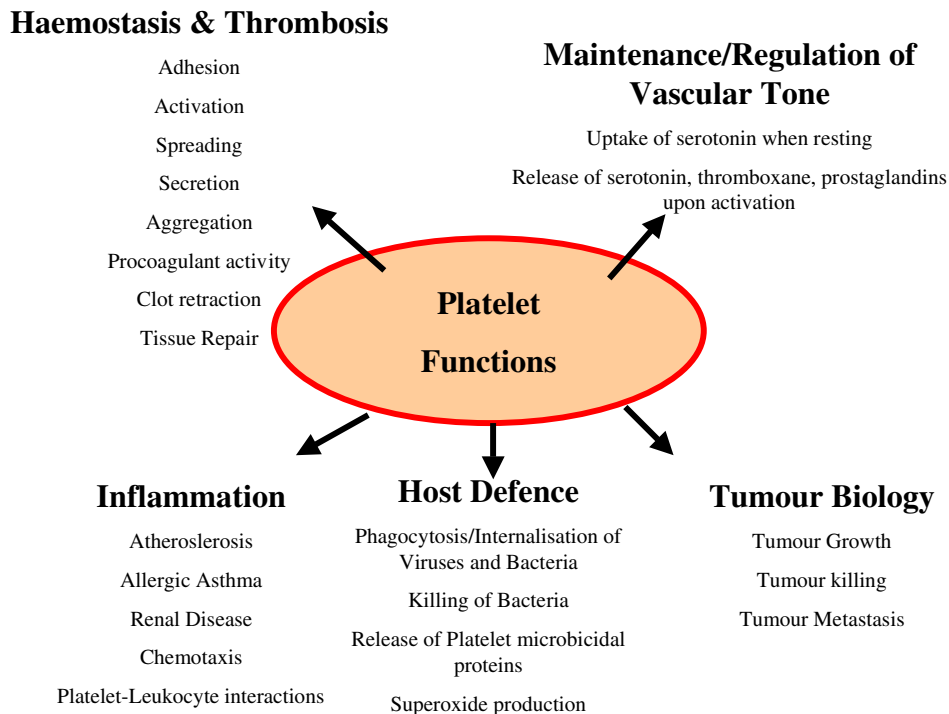 Haemostasis & Thrombosis
Adhesion
Activation
Spreading
Secretion
Aggregation
Procoagulant activity
Clot retraction
Tissue Repair
Maintenance/Regulation of
Vascular Tone
Uptake of serotonin when resting
Release of serotonin, thromboxane, prostaglandins
upon activation
Platelet
Functions
Inflammation
Atheroslerosis
Allergic Asthma
Renal Disease
Chemotaxis
Platelet-Leukocyte interactions
Host Defence
Phagocytosis/Internalisation of
Viruses and Bacteria
Killing of Bacteria
Release of Platelet microbicidal
proteins
Superoxide production
Tumour Biology
Tumour Growth
Tumour killing
Tumour Metastasis